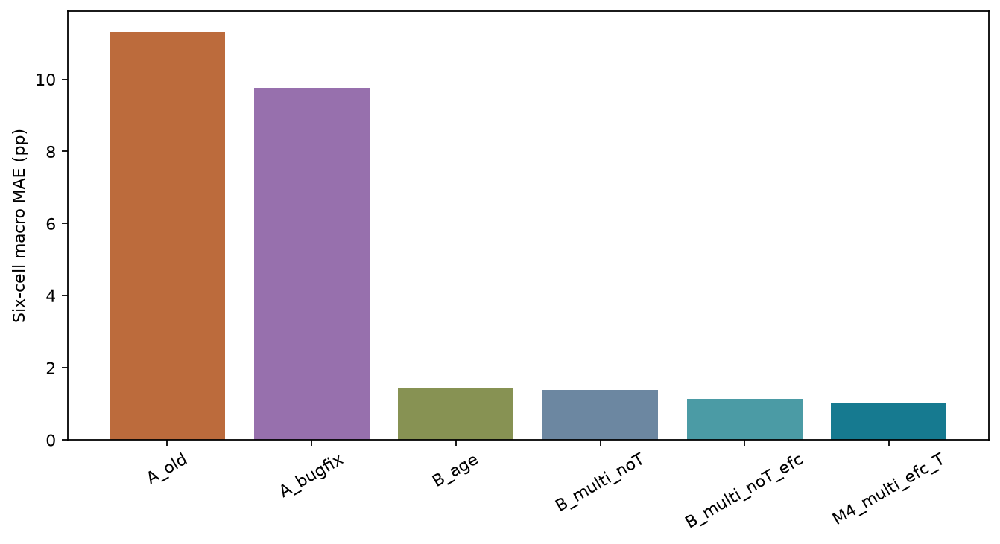 Six-cell macro MAE (pp)
10
8
6
4
2
0
A_old
A_bugfix
B_age
B_multi_noT
B_multi_noT_efc
M4_multi_efc_T